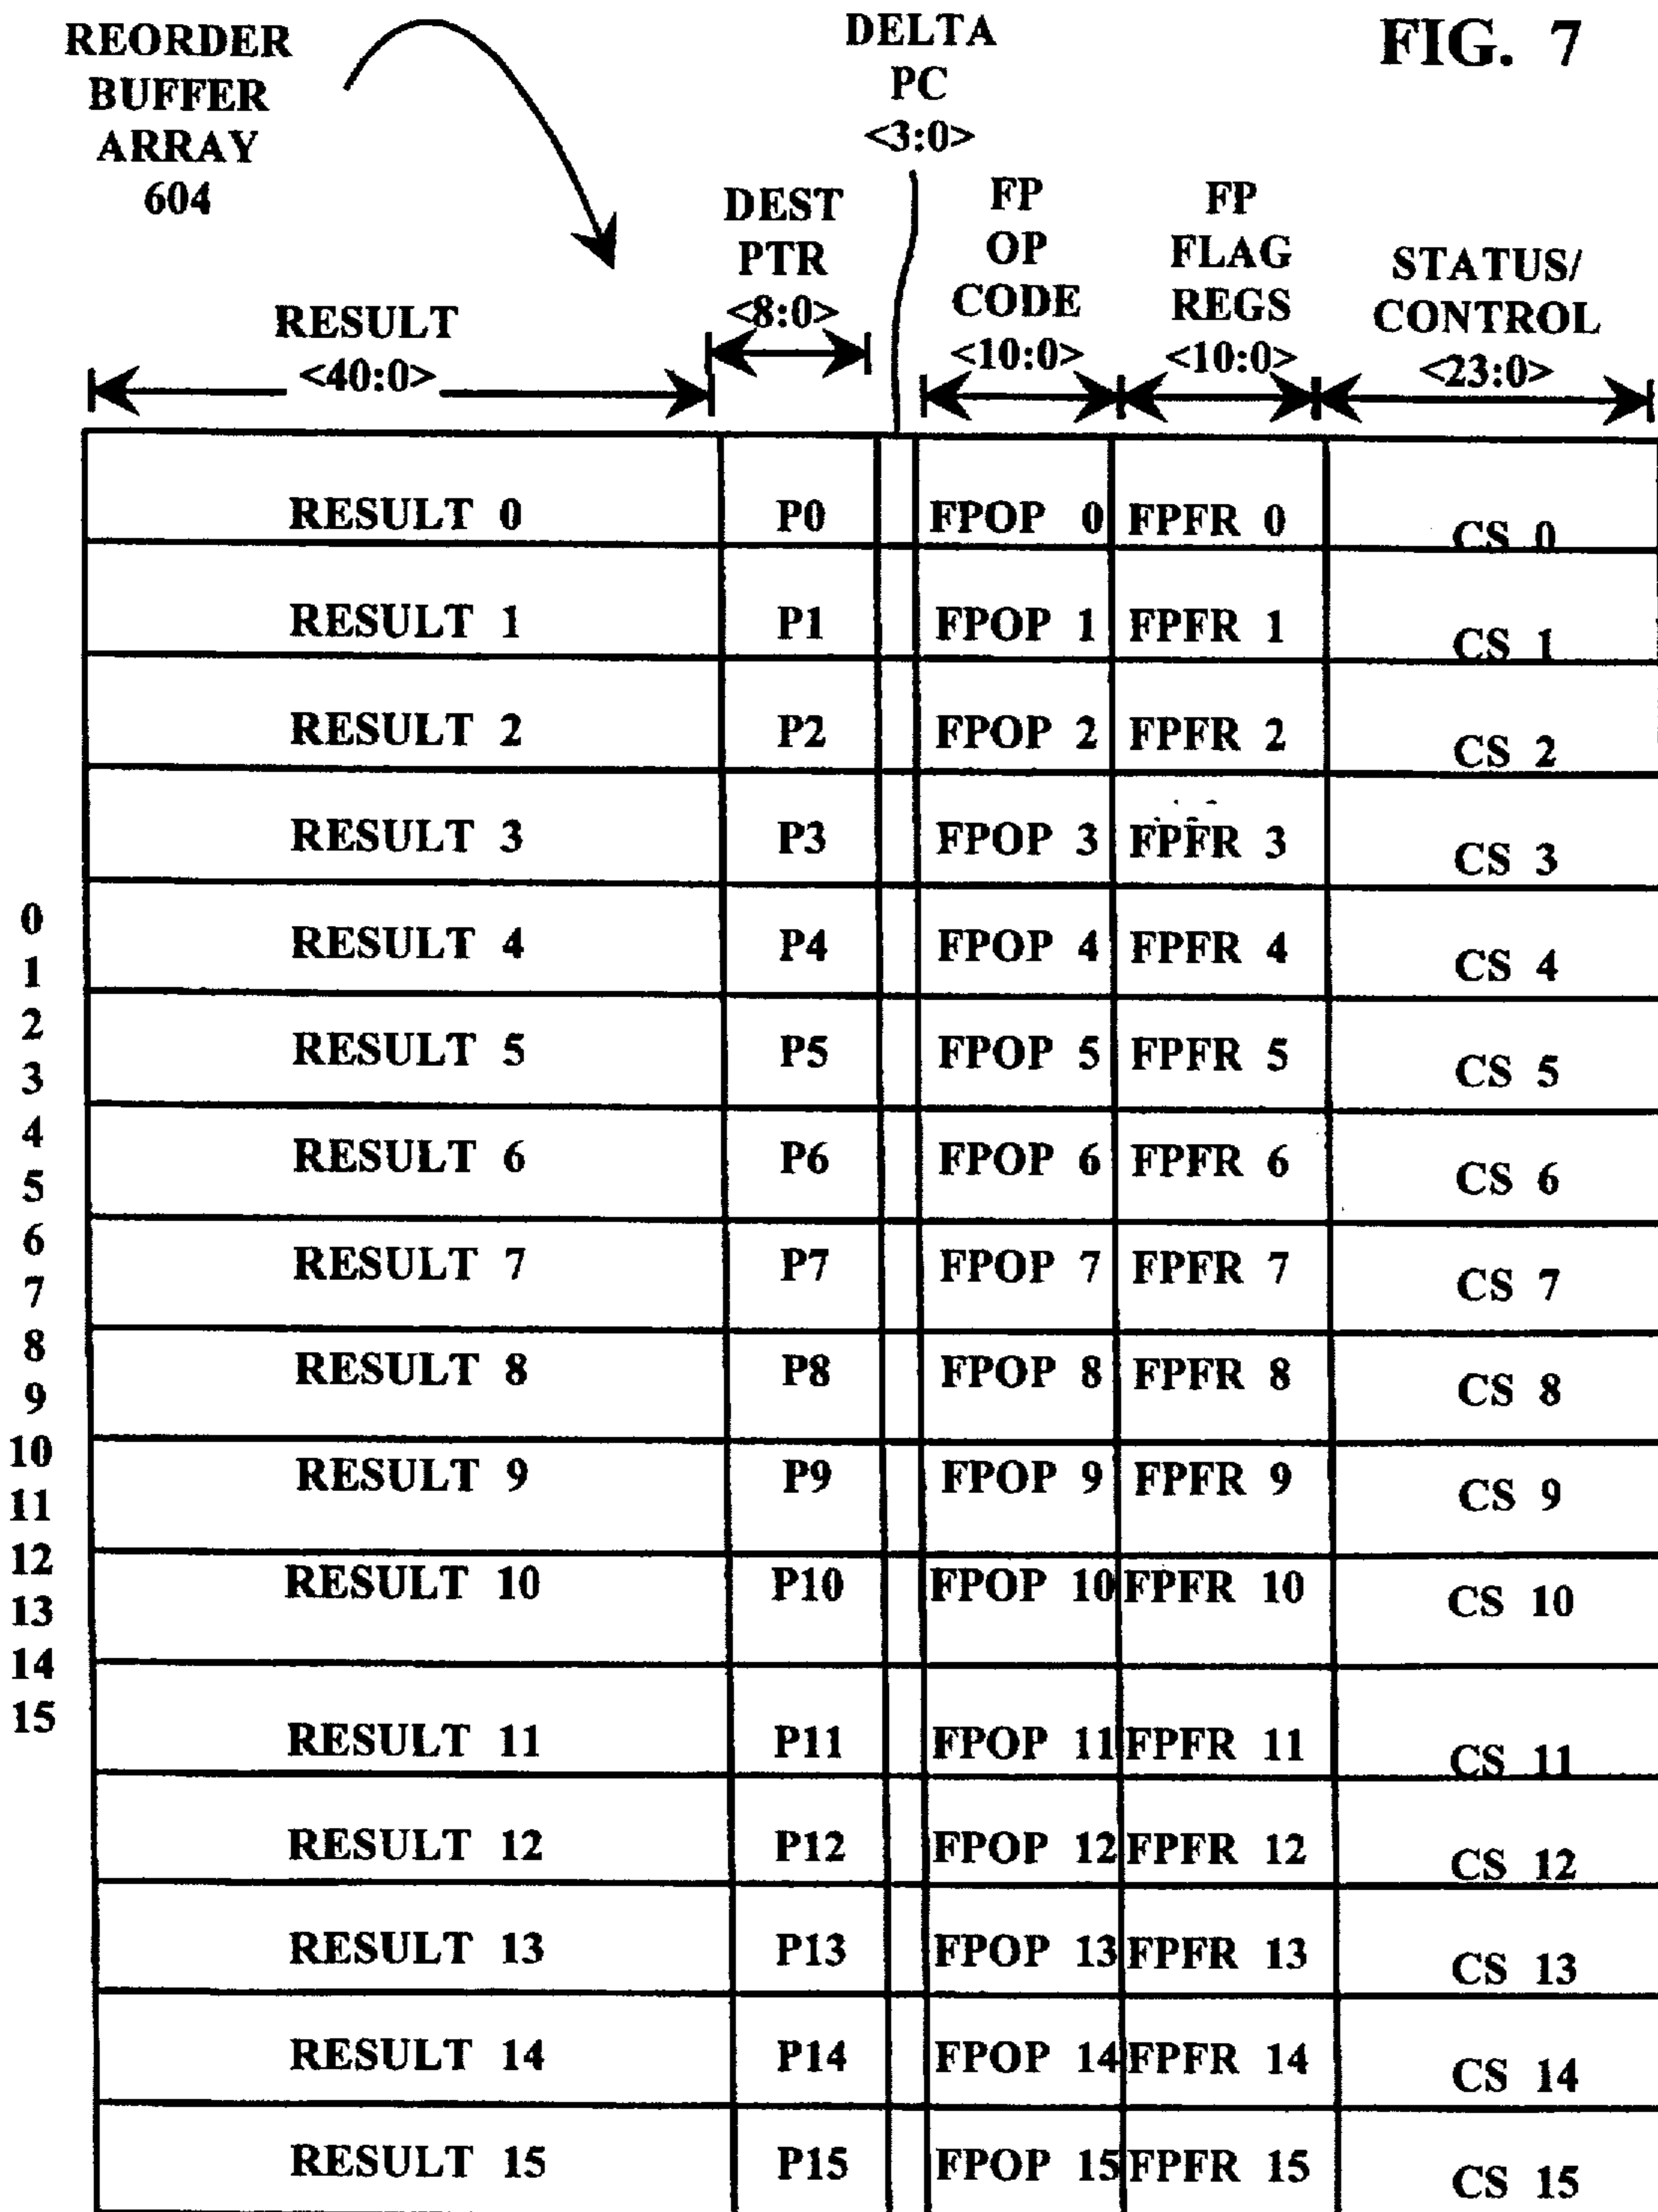 REORDER
BUFFER
ARRAY
604
DELTA
PC
<3:0>
FIG. 7
RESULT
<40:0>
DEST
PTR
<8:0>
FP
OP
CODE
<10:0>
FP
FLAG
REGS
<10:0>
STATUS/
CONTROL
<23:0>
RESULT 0 P0 FPOP 0 FPFR 0 CS 0
RESULT 1 P1 FPOP 1 FPFR 1 CS 1
RESULT 2 P2 FPOP 2 FPFR 2 CS 2
RESULT 3 P3 FPOP 3 FPFR 3 CS 3
RESULT 4 P4 FPOP 4 FPFR 4 CS 4
RESULT 5 P5 FPOP 5 FPFR 5 CS 5
RESULT 6 P6 FPOP 6 FPFR 6 CS 6
RESULT 7 P7 FPOP 7 FPFR 7 CS 7
RESULT 8 P8 FPOP 8 FPFR 8 CS 8
RESULT 9 P9 FPOP 9 FPFR 9 CS 9
RESULT 10 P10 FPOP 10 FPFR 10 CS 10
RESULT 11 P11 FPOP 11 FPFR 11 CS 11
RESULT 12 P12 FPOP 12 FPFR 12 CS 12
RESULT 13 P13 FPOP 13 FPFR 13 CS 13
RESULT 14 P14 FPOP 14 FPFR 14 CS 14
RESULT 15 P15 FPOP 15 FPFR 15 CS 15
0
1
2
3
4
5
6
7
8
9
10
11
12
13
14
15